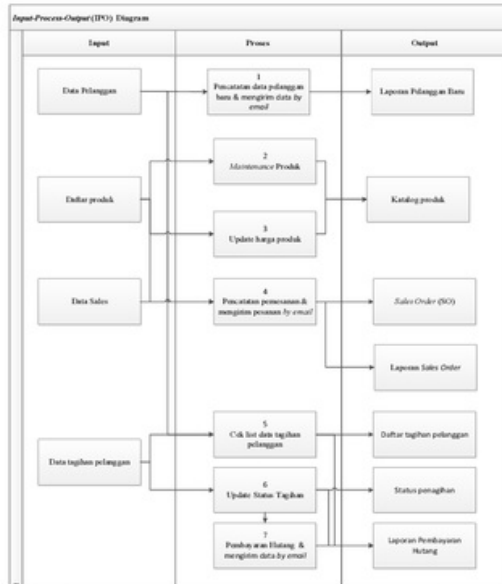 Input-Process-Output (IPO) Diagram
Input
Proses
Output
Data Pelanggan
1
Pencatatan data pelanggan
baru & mengirim data by
email
Laporan Pelanggan Baru
2
Maintenance Produk
Daftar produk
Katalog produk
3
Update harga produk
Data Sales
4
Pencatatan pemesanan &
mengirim pesanan by email
Sales Order (SO)
Laporan Sales Order
5
Cek list data tagihan
pelanggan
Daftar tagihan pelanggan
Data tagihan pelanggan
6
Update Status Tagihan
Status penagihan
7
Pembayaran Hutang &
mengirim data by email
Laporan Pembayaran
Hutang